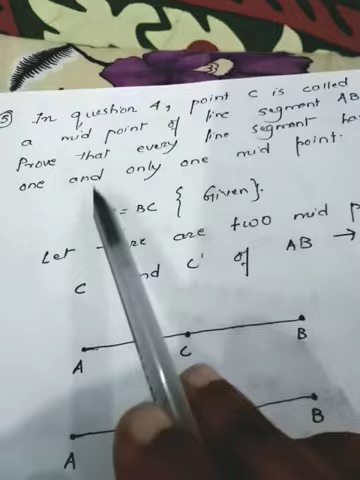 ⑤ In question 4, point C is called
a mid point of line segment AB
Prove that every line segment ha
one and only one mid point.
= BC { Given }.
Let are two mid p
C nd C' of AB →
A C B
A B